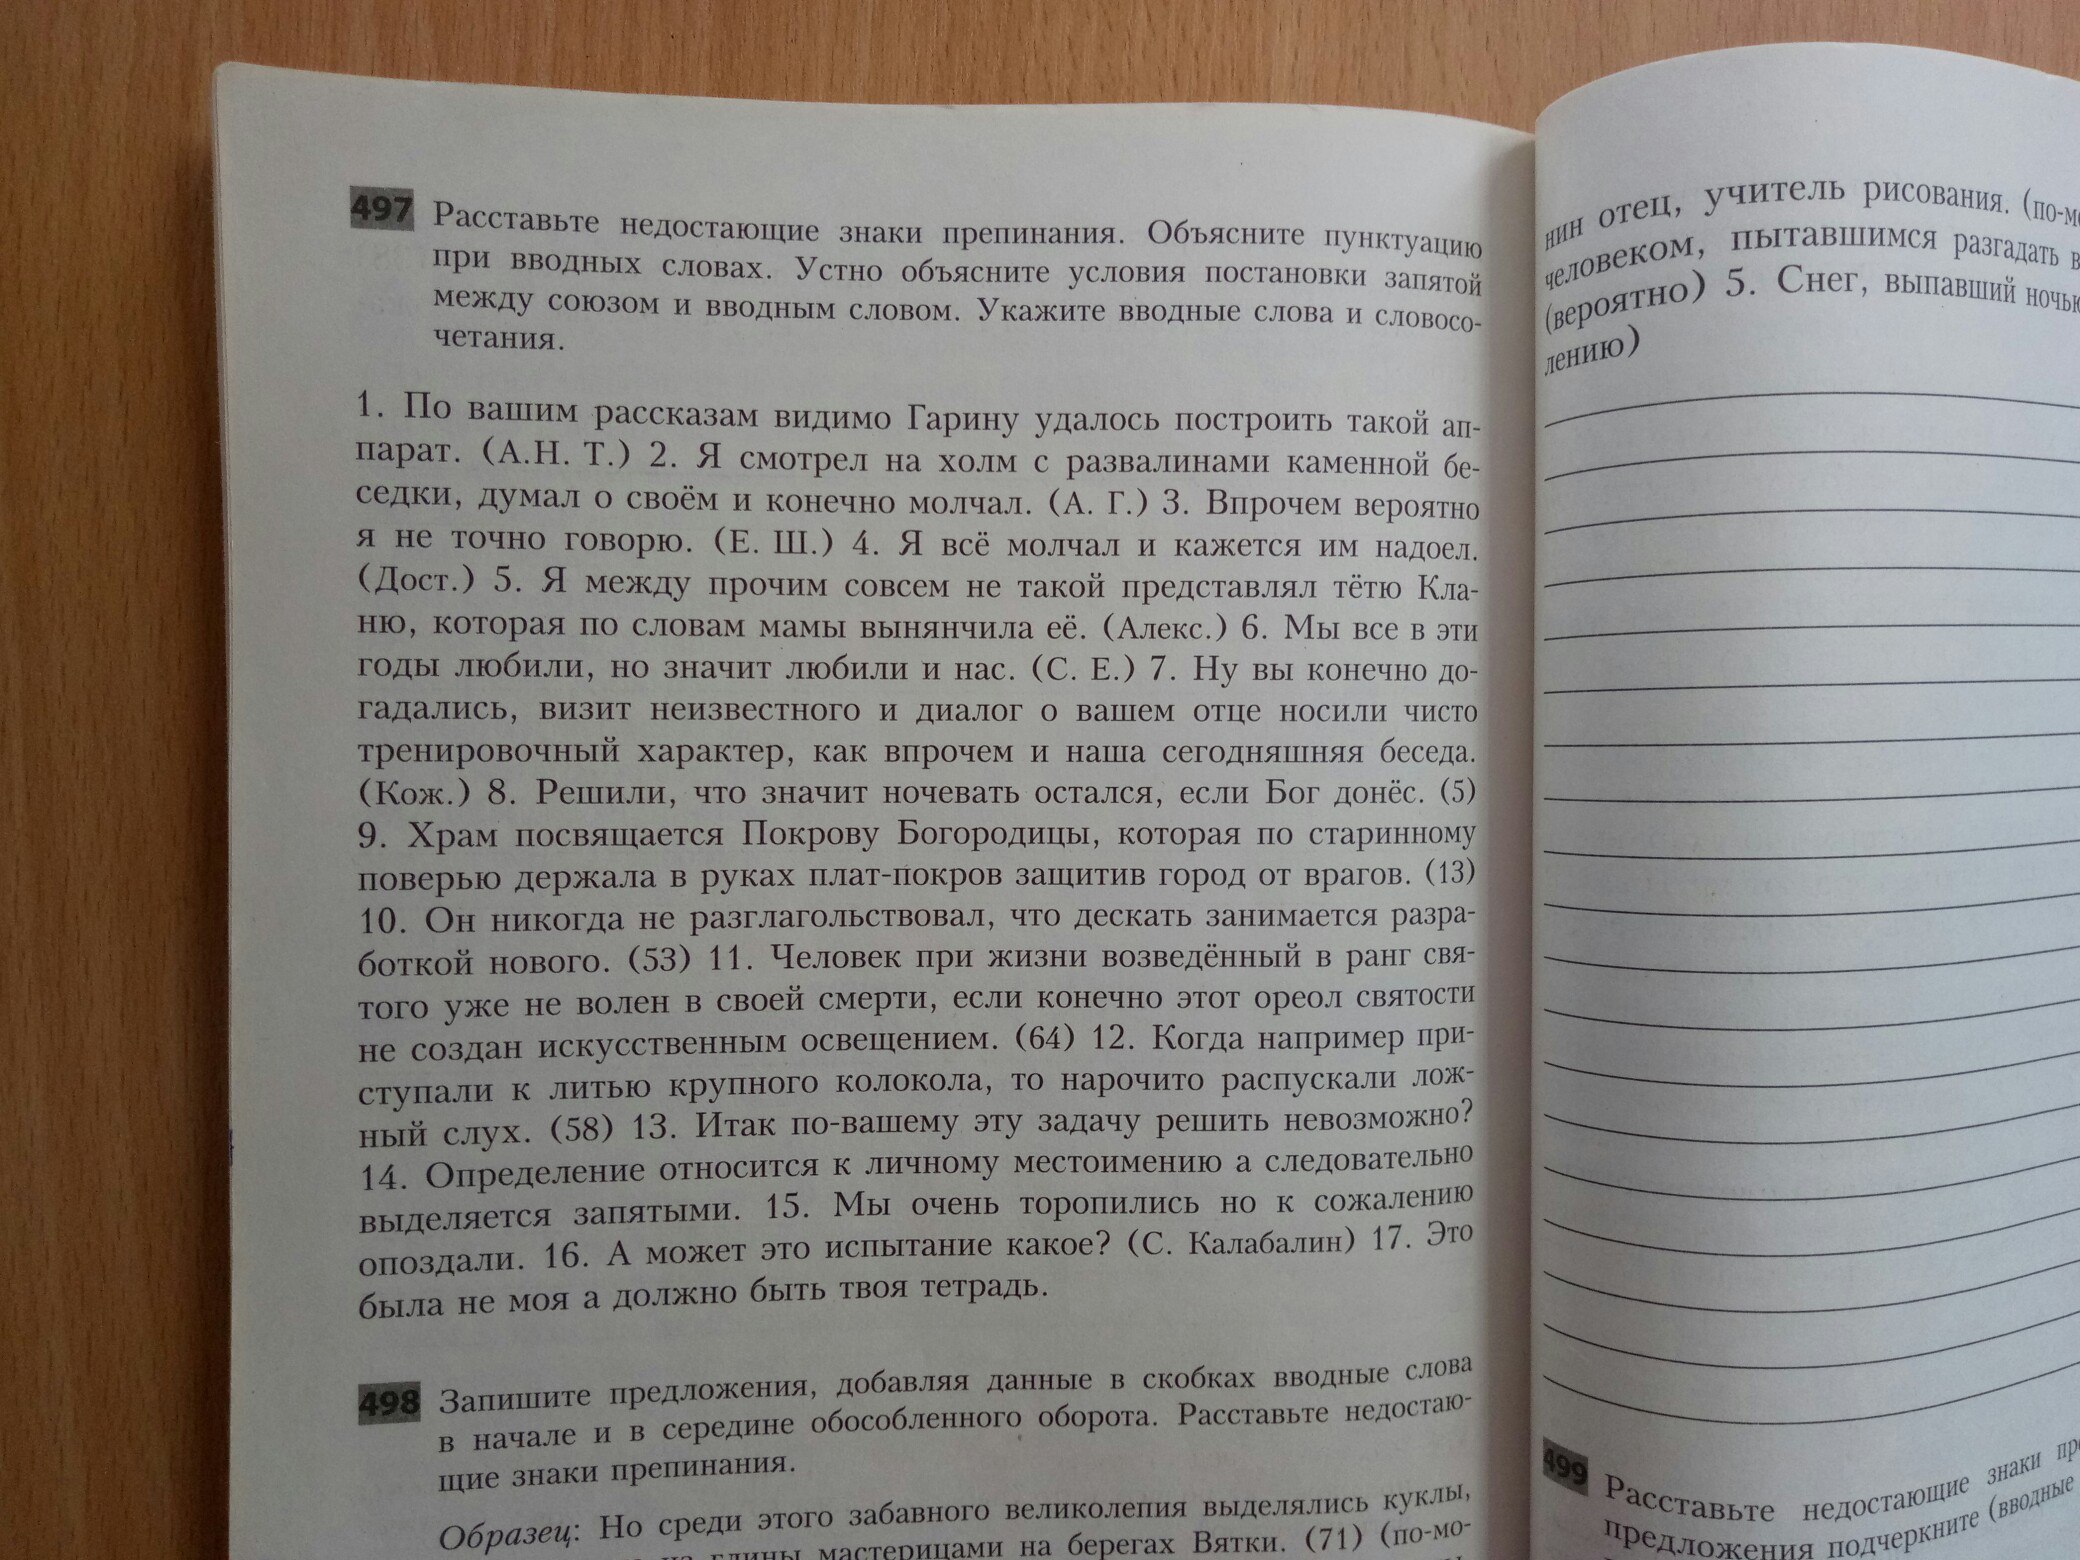 497 Расставьте недостающие знаки препинания. Объясните пунктуацию
при вводных словах. Устно объясните условия постановки запятой
между союзом и вводным словом. Укажите вводные слова и словосо-
четания.
1. По вашим рассказам видимо Гарину удалось построить такой ап-
парат. (А.Н. Т.) 2. Я смотрел на холм с развалинами каменной бе-
седки, думал о своём и конечно молчал. (А. Г.) 3. Впрочем вероятно
я не точно говорю. (Е. Ш.) 4. Я всё молчал и кажется им надоел.
(Дост.) 5. Я между прочим совсем не такой представлял тётю Кла-
ню, которая по словам мамы вынянчила её. (Алекс.) 6. Мы все в эти
годы любили, но значит любили и нас. (С. Е.) 7. Ну вы конечно до-
гадались, визит неизвестного и диалог о вашем отце носили чисто
тренировочный характер, как впрочем и наша сегодняшняя беседа.
(Кож.) 8. Решили, что значит ночевать остался, если Бог донёс. (5)
9. Храм посвящается Покрову Богородицы, которая по старинному
поверью держала в руках плат-покров защитив город от врагов. (13)
10. Он никогда не разглагольствовал, что дескать занимается разра-
боткой нового. (53) 11. Человек при жизни возведённый в ранг свя-
того уже не волен в своей смерти, если конечно этот ореол святости
не создан искусственным освещением. (64) 12. Когда например при-
ступали к литью крупного колокола, то нарочито распускали лож-
ный слух. (58) 13. Итак по-вашему эту задачу решить невозможно?
14. Определение относится к личному местоимению а следовательно
выделяется запятыми. 15. Мы очень торопились но к сожалению
опоздали. 16. А может это испытание какое? (С. Калабалин) 17. Это
была не моя а должно быть твоя тетрадь.
498 Запишите предложения, добавляя данные в скобках вводные слова
в начале и в середине обособленного оборота. Расставьте недостаю-
щие знаки препинания.
Образец: Но среди этого забавного великолепия выделялись куклы,
из глины мастерицами на берегах Вятки. (71) (по-мо-
нин отец, учитель рисования. (по-мо
человеком, пытавшимся разгадать в
(вероятно) 5. Снег, выпавший ночью
лению)
499 Расставьте недостающие знаки пре
предложения подчеркните (вводные